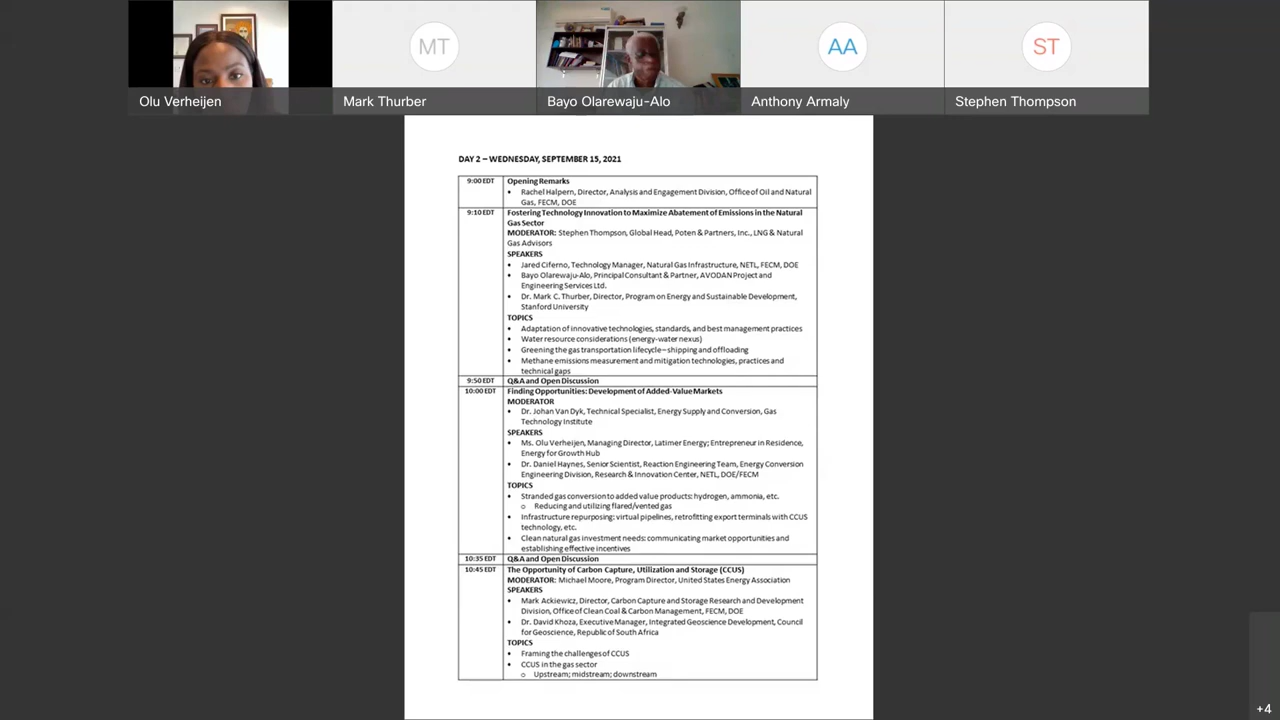 MT
AA
ST
Olu Verheijen
Mark Thurber
Bayo Olarewaju-Alo
Anthony Armaly
Stephen Thompson
DAY 2 – WEDNESDAY, SEPTEMBER 15, 2021
9:00 EDT
Opening Remarks
• Rachel Halpern, Director, Analysis and Engagement Division, Office of Oil and Natural
Gas, FECM, DOE
9:10 EDT
Fostering Technology Innovation to Maximize Abatement of Emissions in the Natural
Gas Sector
MODERATOR: Stephen Thompson, Global Head, Poten & Partners, Inc., LNG & Natural
Gas Advisors
SPEAKERS
• Jared Ciferno, Technology Manager, Natural Gas Infrastructure, NETL, FECM, DOE
• Bayo Olarewaju-Alo, Principal Consultant & Partner, AVODAN Project and
Engineering Services Ltd.
• Dr. Mark C. Thurber, Director, Program on Energy and Sustainable Development,
Stanford University
TOPICS
• Adaptation of innovative technologies, standards, and best management practices
• Water resource considerations (energy-water nexus)
• Greening the gas transportation lifecycle – shipping and offloading
• Methane emissions measurement and mitigation technologies, practices and
technical gaps
9:50 EDT
Q&A and Open Discussion
10:00 EDT
Finding Opportunities: Development of Added-Value Markets
MODERATOR
• Dr. Johan Van Dyk, Technical Specialist, Energy Supply and Conversion, Gas
Technology Institute
SPEAKERS
• Ms. Olu Verheijen, Managing Director, Latimer Energy; Entrepreneur in Residence,
Energy for Growth Hub
• Dr. Daniel Haynes, Senior Scientist, Reaction Engineering Team, Energy Conversion
Engineering Division, Research & Innovation Center, NETL, DOE/FECM
TOPICS
• Stranded gas conversion to added value products: hydrogen, ammonia, etc.
o Reducing and utilizing flared/vented gas
• Infrastructure repurposing: virtual pipelines, retrofitting export terminals with CCUS
technology, etc.
• Clean natural gas investment needs: communicating market opportunities and
establishing effective incentives
10:35 EDT
Q&A and Open Discussion
10:45 EDT
The Opportunity of Carbon Capture, Utilization and Storage (CCUS)
MODERATOR: Michael Moore, Program Director, United States Energy Association
SPEAKERS
• Mark Ackiewicz, Director, Carbon Capture and Storage Research and Development
Division, Office of Clean Coal & Carbon Management, FECM, DOE
• Dr. David Khoza, Executive Manager, Integrated Geoscience Development, Council
for Geoscience, Republic of South Africa
TOPICS
• Framing the challenges of CCUS
• CCUS in the gas sector
o Upstream; midstream; downstream
+4